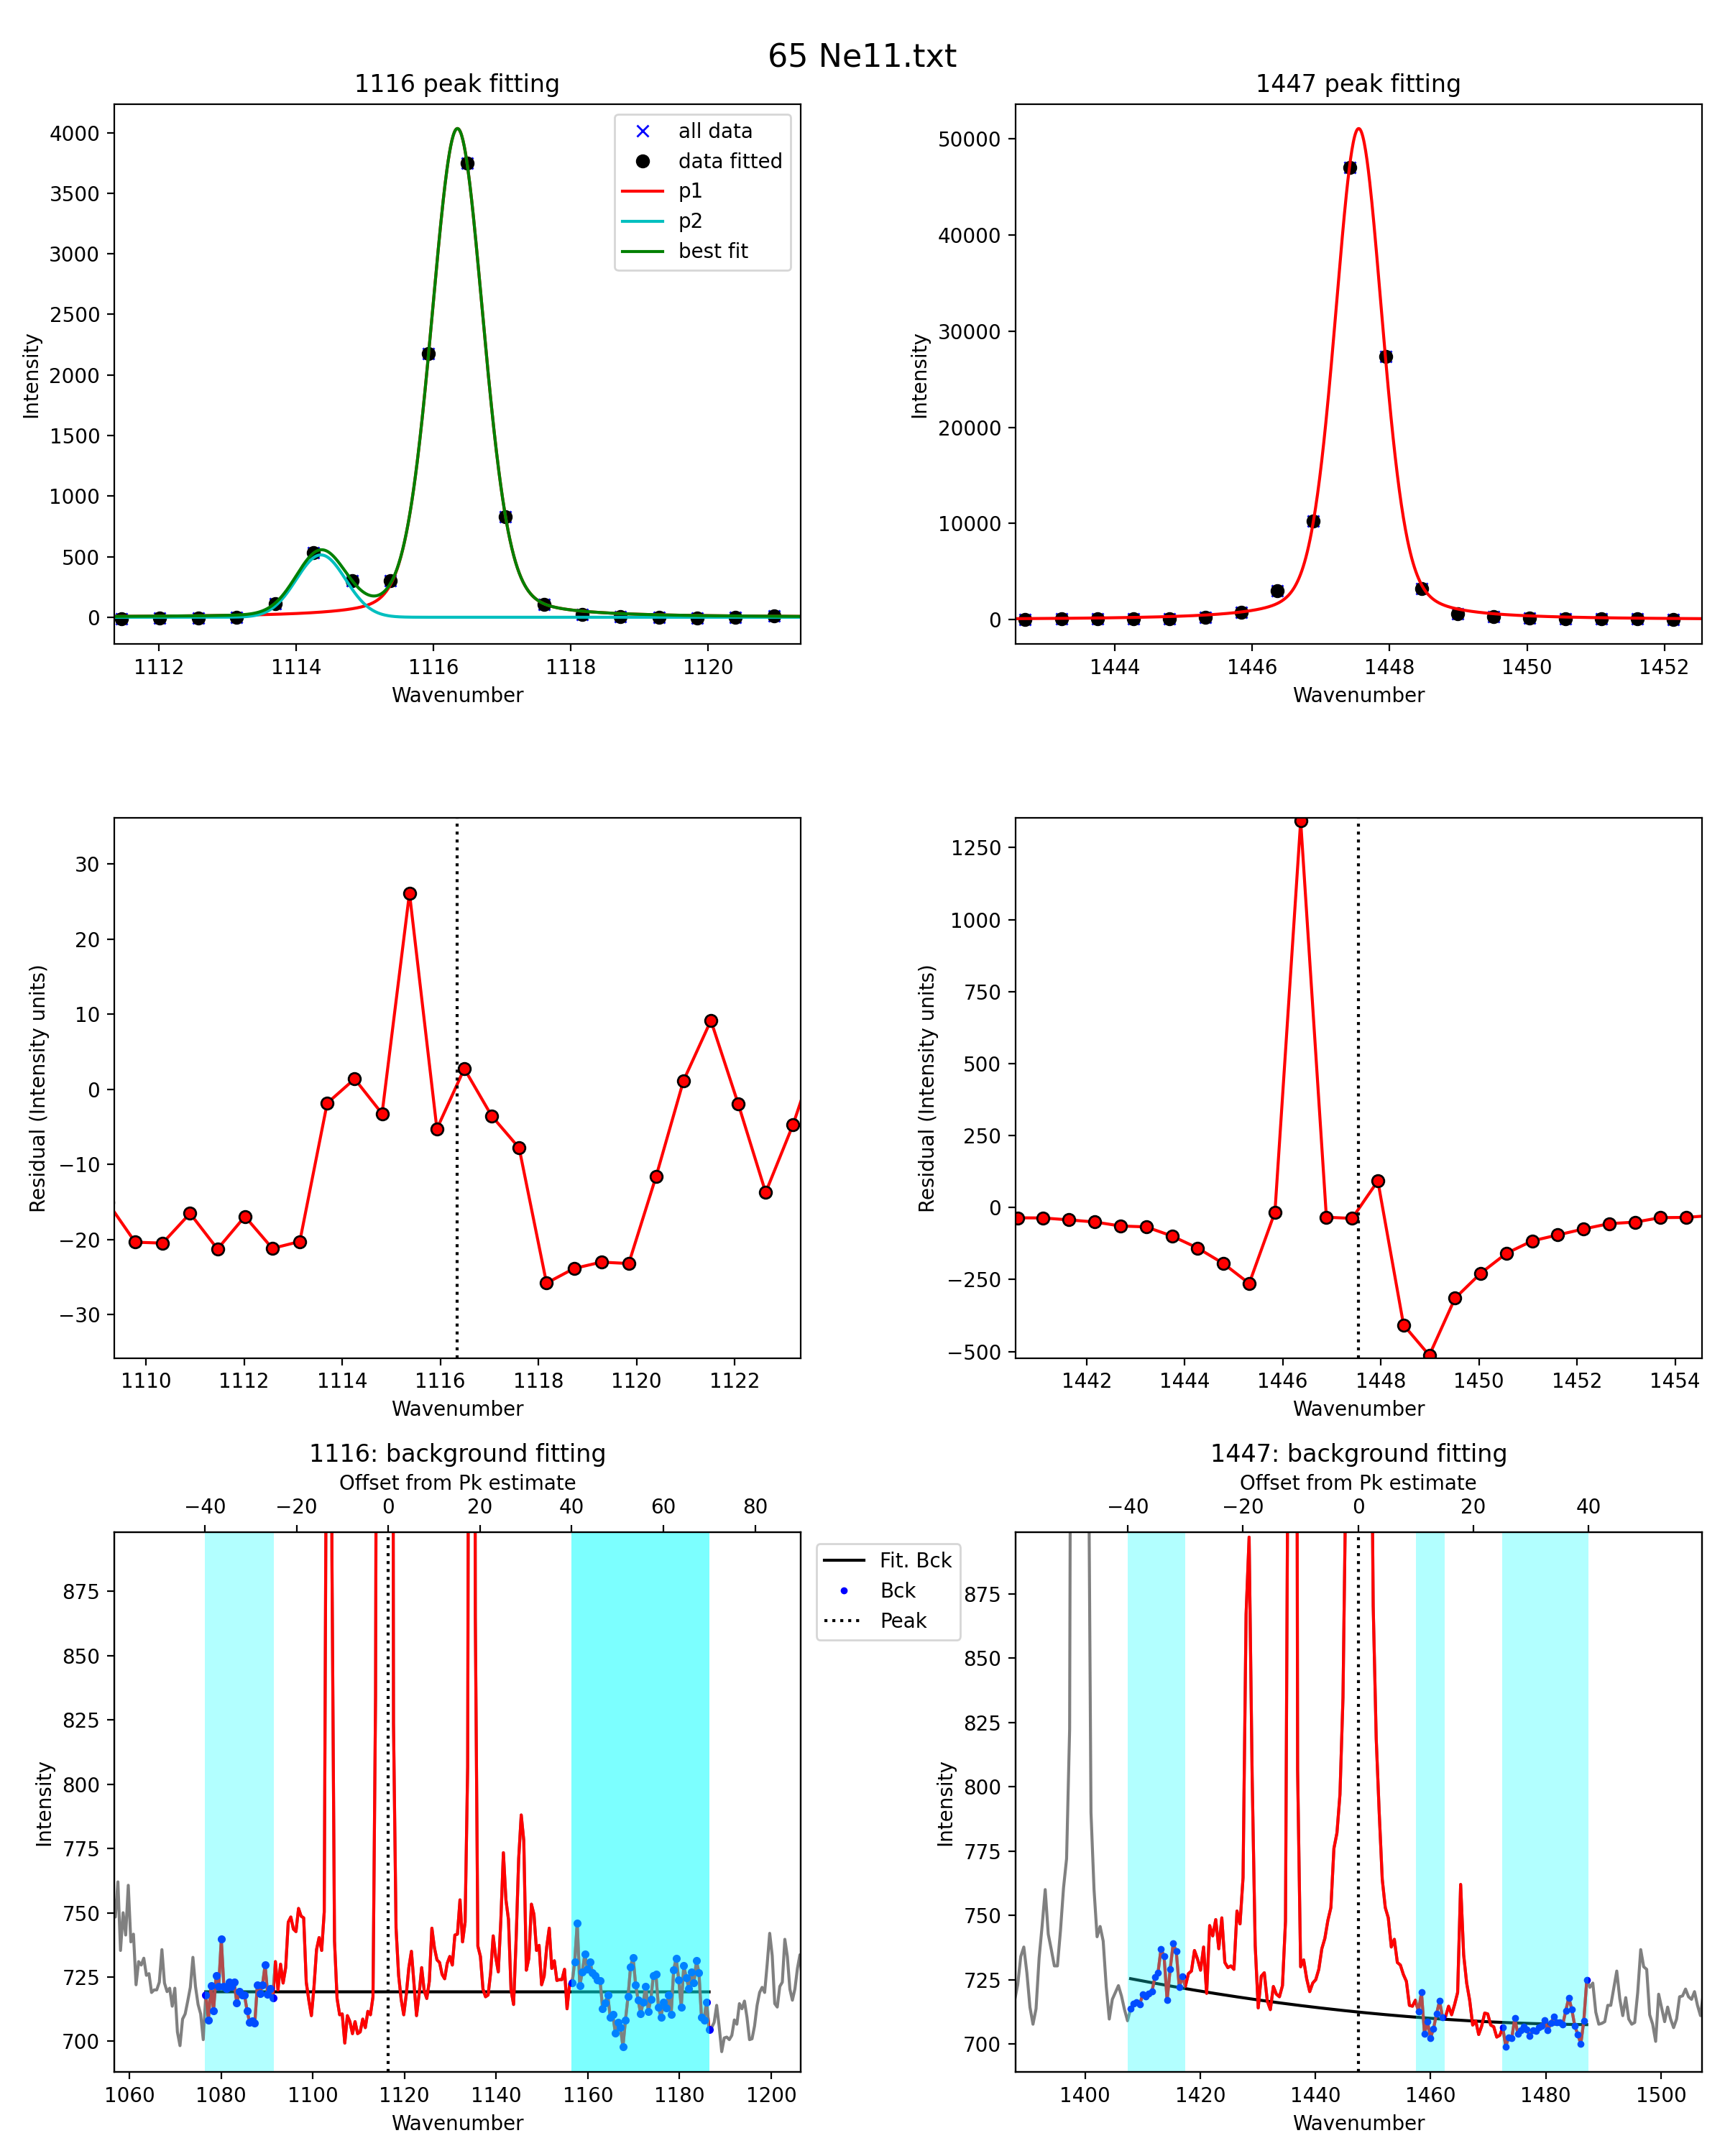 65 Ne11.txt
1116 peak fitting
4000
3500
3000
2500
2000
1500
1000
500
0
Intensity
all data
data fitted
p1
p2
best fit
1112 1114 1116 1118 1120
Wavenumber
1447 peak fitting
50000
40000
30000
20000
10000
0
Intensity
1444 1446 1448 1450 1452
Wavenumber
30
20
10
0
−10
−20
−30
Residual (Intensity units)
1110 1112 1114 1116 1118 1120 1122
Wavenumber
1250
1000
750
500
250
0
−250
−500
Residual (Intensity units)
1442 1444 1446 1448 1450 1452 1454
Wavenumber
1116: background fitting
Offset from Pk estimate
−40 −20 0 20 40 60 80
875
850
825
800
775
750
725
700
Intensity
1060 1080 1100 1120 1140 1160 1180 1200
Wavenumber
Fit. Bck
Bck
Peak
1447: background fitting
Offset from Pk estimate
−40 −20 0 20 40
875
850
825
800
775
750
725
700
Intensity
1400 1420 1440 1460 1480 1500
Wavenumber